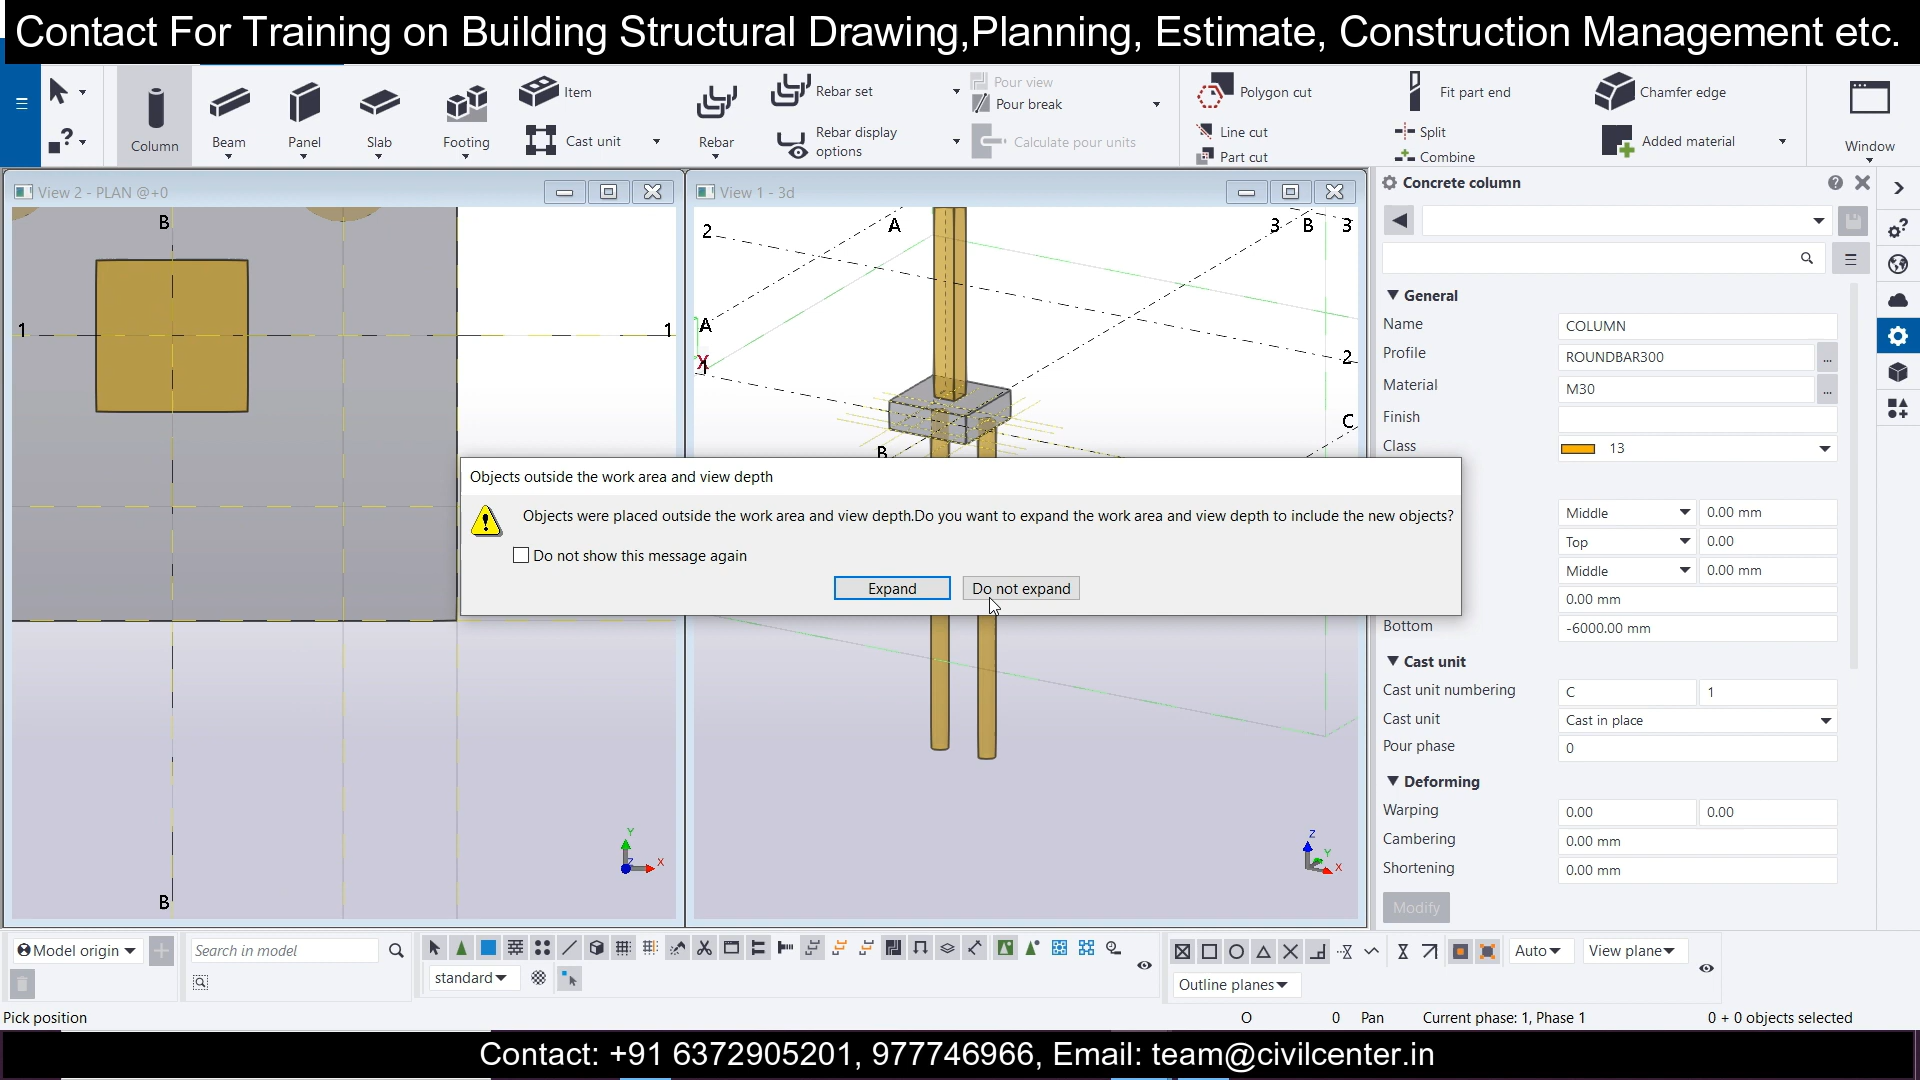 Contact For Training on Building Structural Drawing,Planning, Estimate, Construction Management etc.
Column
Beam
Panel
Slab
Footing
Item
Cast unit
Rebar
Rebar set
Rebar display options
Pour view
Pour break
Calculate pour units
Polygon cut
Line cut
Part cut
Fit part end
Split
Combine
Chamfer edge
Added material
Window
View 2 - PLAN @+0
B
1
1
B
View 1 - 3d
2
A
3
B
3
A
X
2
C
B
Y
Z
X
Z
Y
X
Objects outside the work area and view depth
Objects were placed outside the work area and view depth.Do you want to expand the work area and view depth to include the new objects?
Do not show this message again
Expand
Do not expand
Concrete column
General
Name
COLUMN
Profile
ROUNDBAR300
...
Material
M30
...
Finish
Class
13
Middle
0.00 mm
Top
0.00
Middle
0.00 mm
0.00 mm
Bottom
-6000.00 mm
Cast unit
Cast unit numbering
C
1
Cast unit
Cast in place
Pour phase
0
Deforming
Warping
0.00
0.00
Cambering
0.00 mm
Shortening
0.00 mm
Modify
Model origin
Search in model
standard
Auto
View plane
Outline planes
Pick position
O
0
Pan
Current phase: 1, Phase 1
0 + 0 objects selected
Contact: +91 6372905201, 977746966, Email: team@civilcenter.in